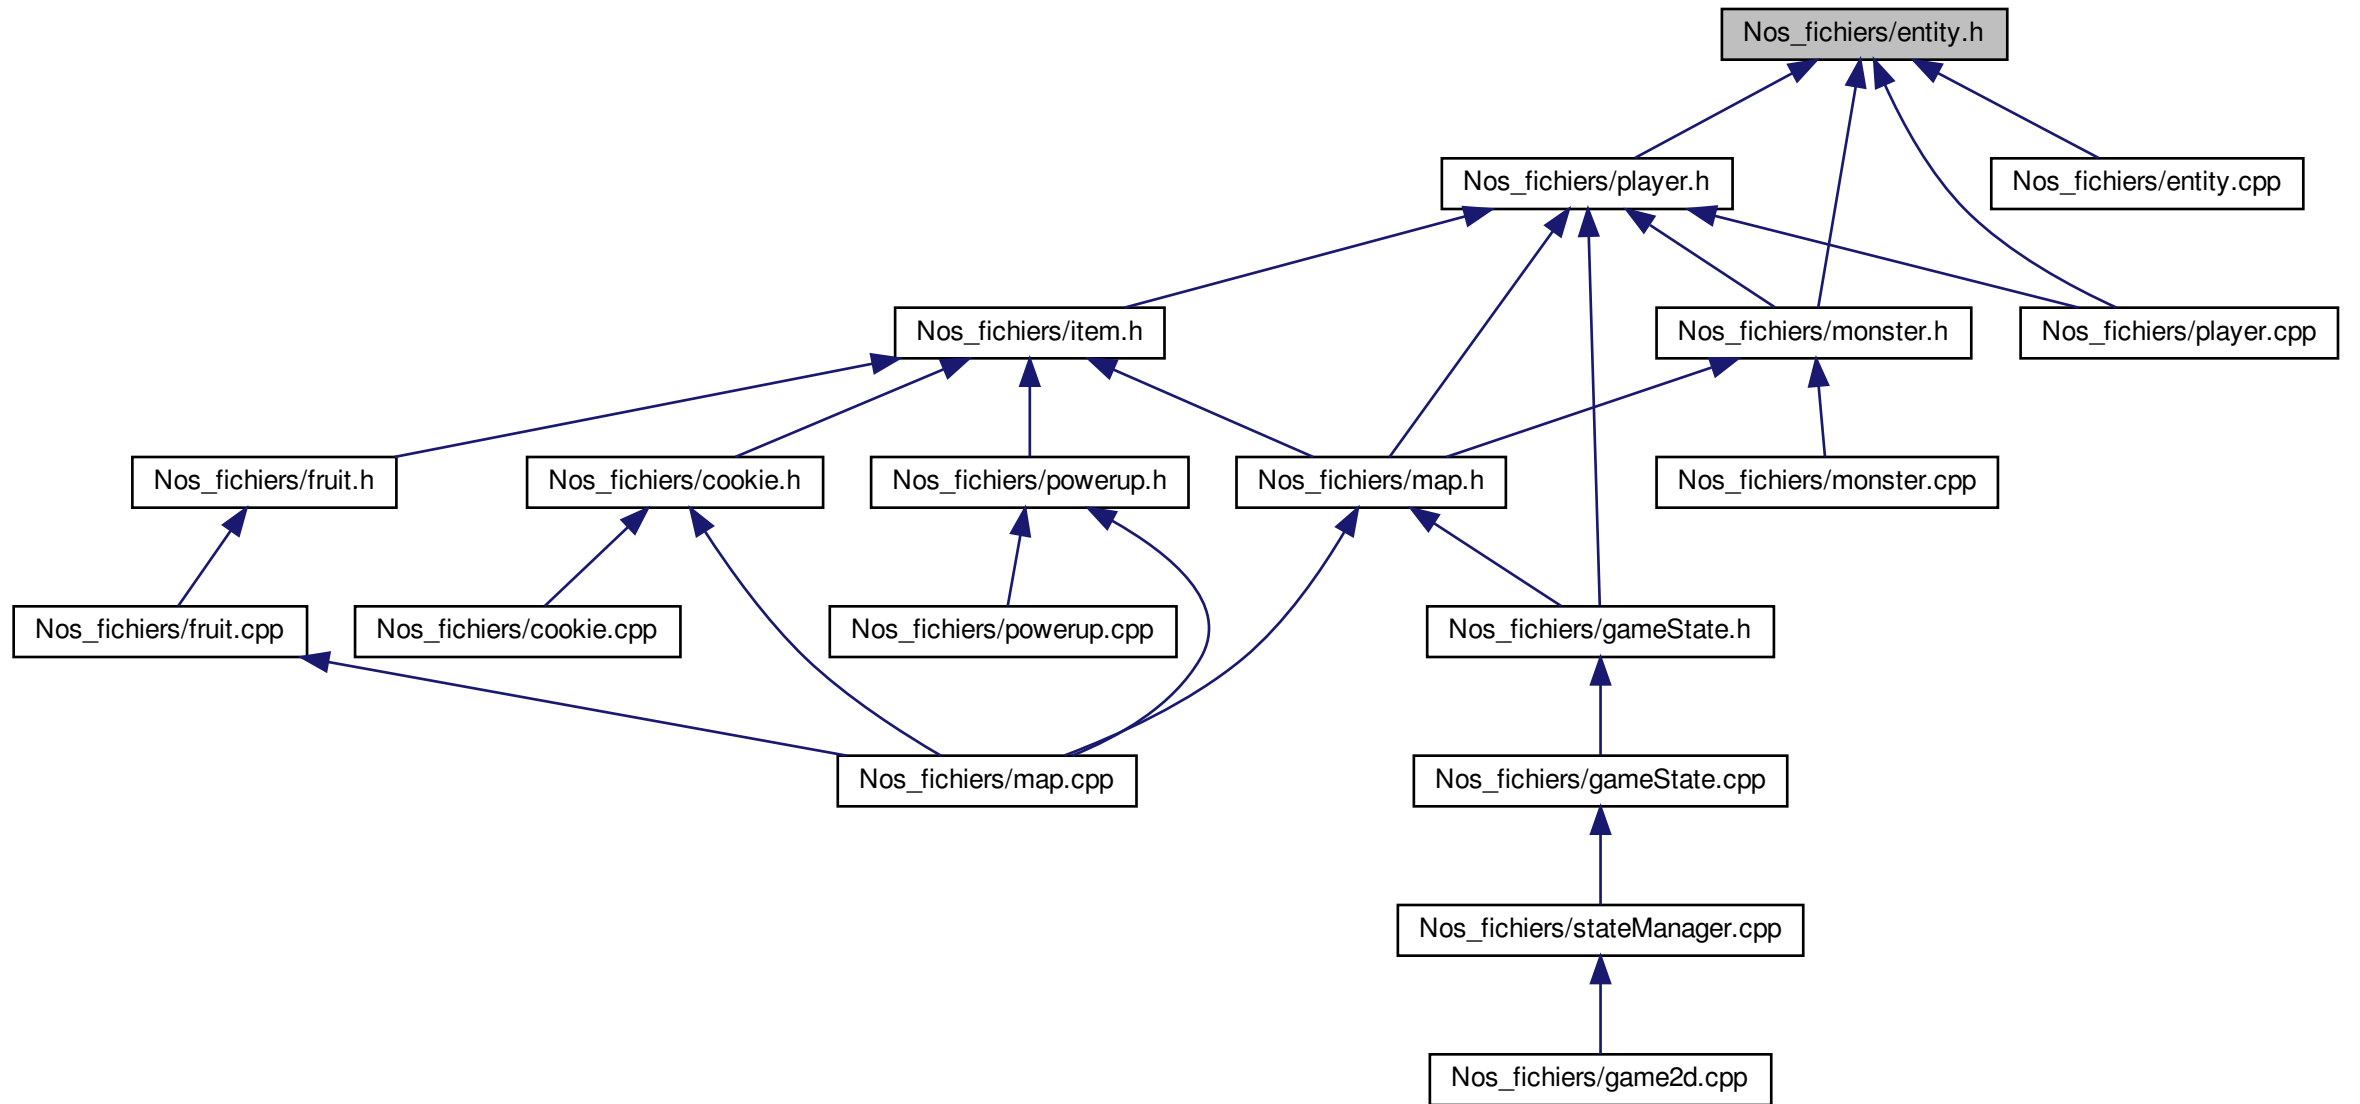 Nos_fichiers/entity.h
Nos_fichiers/player.h
Nos_fichiers/entity.cpp
Nos_fichiers/item.h
Nos_fichiers/monster.h
Nos_fichiers/player.cpp
Nos_fichiers/fruit.h
Nos_fichiers/cookie.h
Nos_fichiers/powerup.h
Nos_fichiers/map.h
Nos_fichiers/monster.cpp
Nos_fichiers/fruit.cpp
Nos_fichiers/cookie.cpp
Nos_fichiers/powerup.cpp
Nos_fichiers/gameState.h
Nos_fichiers/map.cpp
Nos_fichiers/gameState.cpp
Nos_fichiers/stateManager.cpp
Nos_fichiers/game2d.cpp